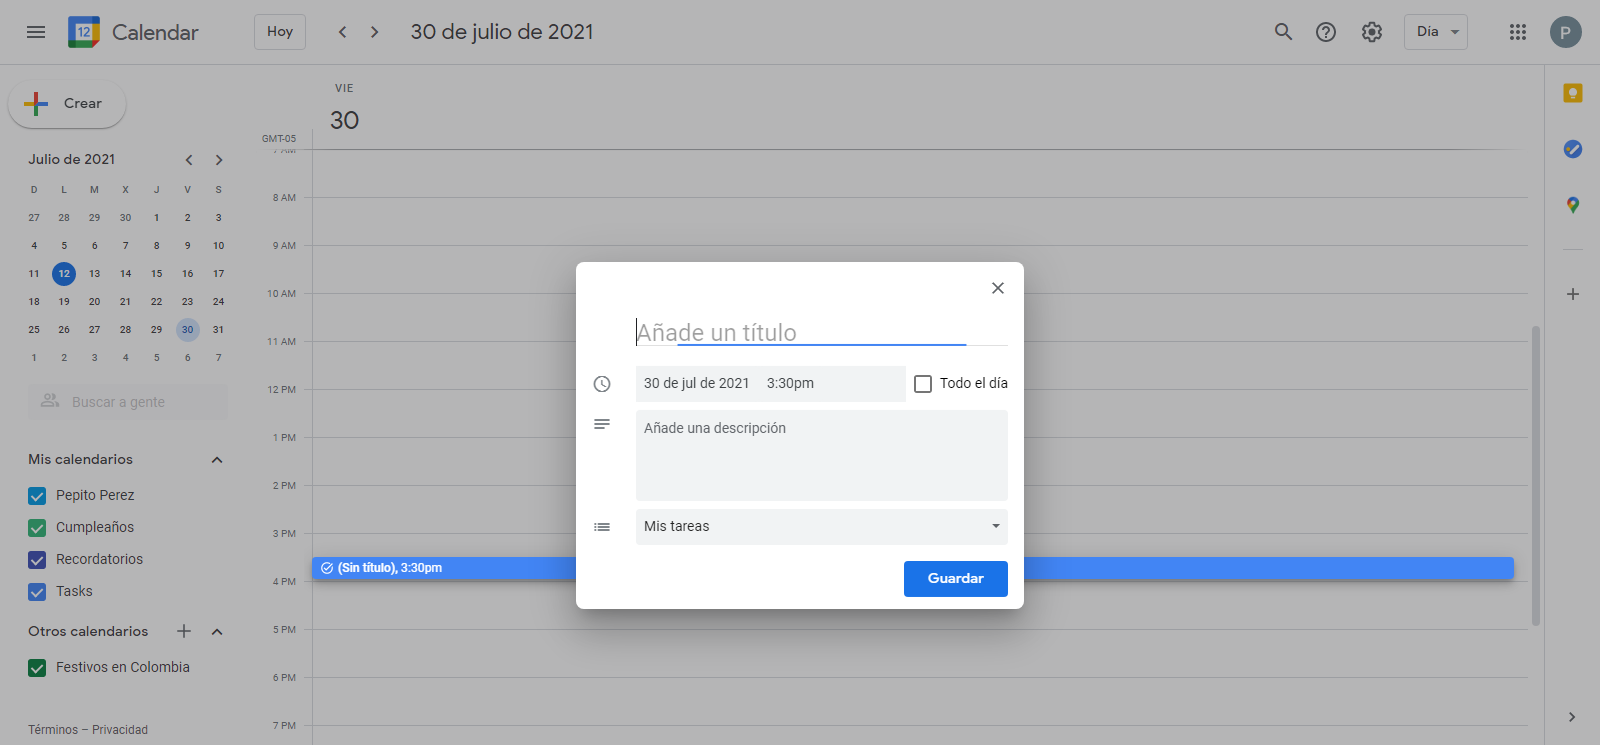 12 Calendar Hoy 30 de julio de 2021 Día P
Crear
VIE
30
GMT-05
7 AM
Julio de 2021
D L M X J V S
27 28 29 30 1 2 3
4 5 6 7 8 9 10
11 12 13 14 15 16 17
18 19 20 21 22 23 24
25 26 27 28 29 30 31
1 2 3 4 5 6 7
Buscar a gente
Mis calendarios
Pepito Perez
Cumpleaños
Recordatorios
Tasks
Otros calendarios
Festivos en Colombia
Términos – Privacidad
8 AM
9 AM
10 AM
11 AM
12 PM
1 PM
2 PM
3 PM
(Sin título), 3:30pm
4 PM
5 PM
6 PM
7 PM
Añade un título
30 de jul de 2021 3:30pm Todo el día
Añade una descripción
Mis tareas
Guardar